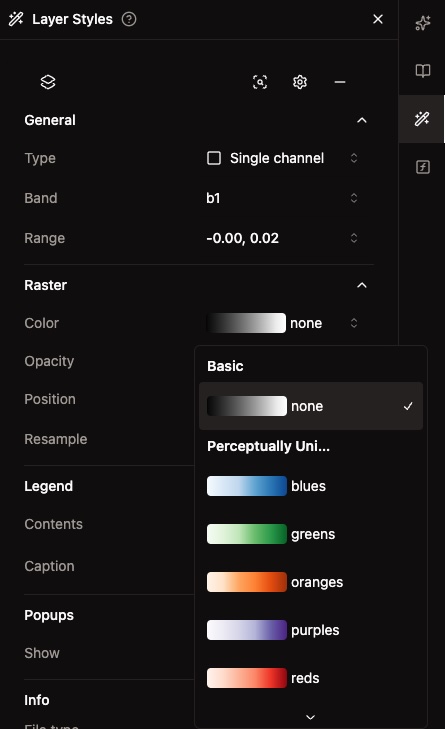 Layer Styles
General
Type Single channel
Band b1
Range -0.00, 0.02
Raster
Color none
Opacity
Basic
Position
none
Resample
Perceptually Uni...
Legend
blues
Contents
greens
Caption
oranges
Popups
purples
Show
reds
Info
File type